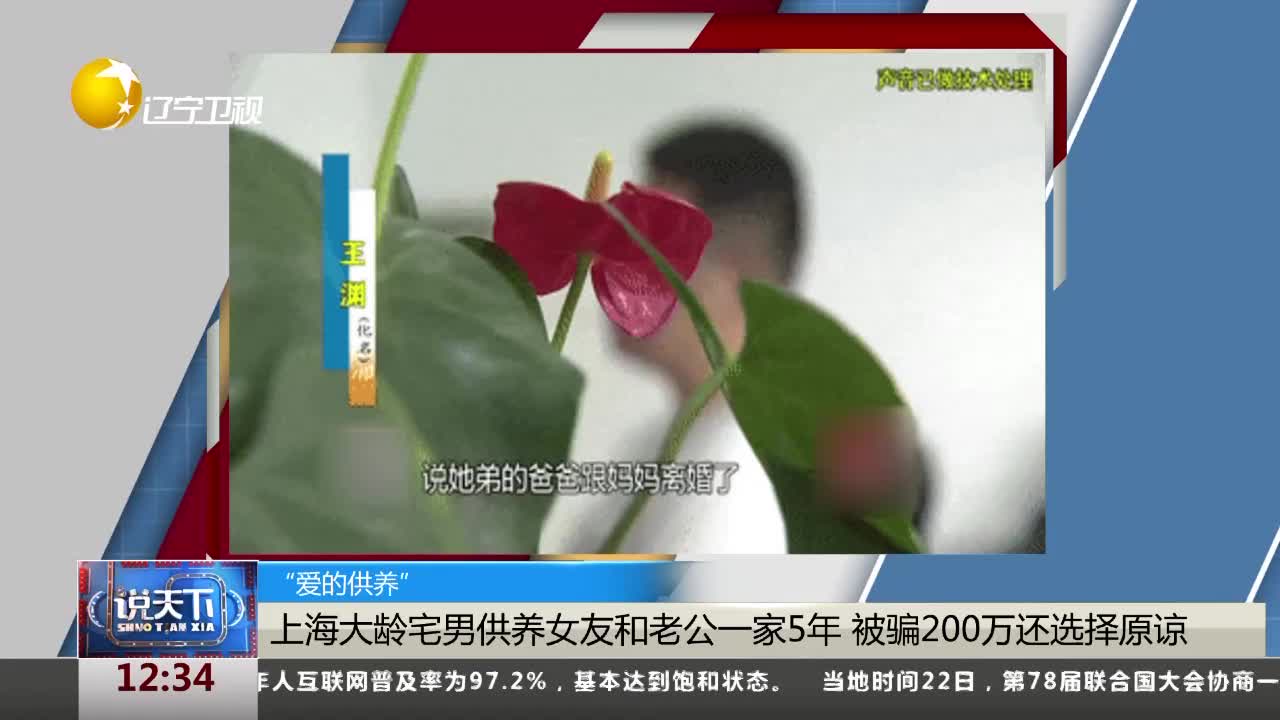 辽宁卫视
声音已做技术处理
王渊
(化名)
说她弟的爸爸跟妈妈离婚了
“爱的供养”
说天下
SHUO TIAN XIA
上海大龄宅男供养女友和老公一家5年 被骗200万还选择原谅
12:34
年人互联网普及率为97.2%，基本达到饱和状态。 当地时间22日，第78届联合国大会协商一